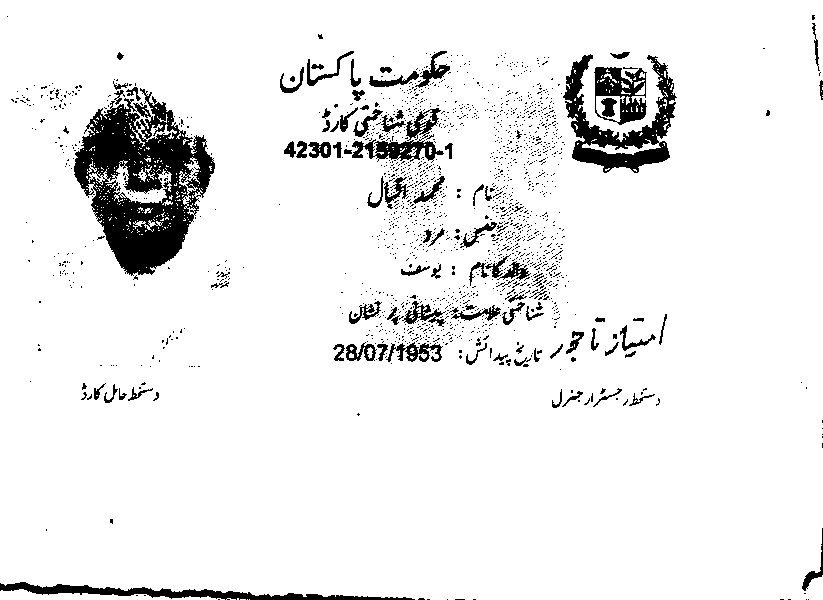 حکومت پاکستان
قومی شناختی کارڈ
42301-2159270-1
نام : محمد اقبال
جنس : مرد
والد کا نام : یوسف
شناختی علامت : پیشانی پر نشان
تاریخ پیدائش : 28/07/1953
امتیاز تاجور
دستخط حامل کارڈ
دستخط رجسٹرار جنرل